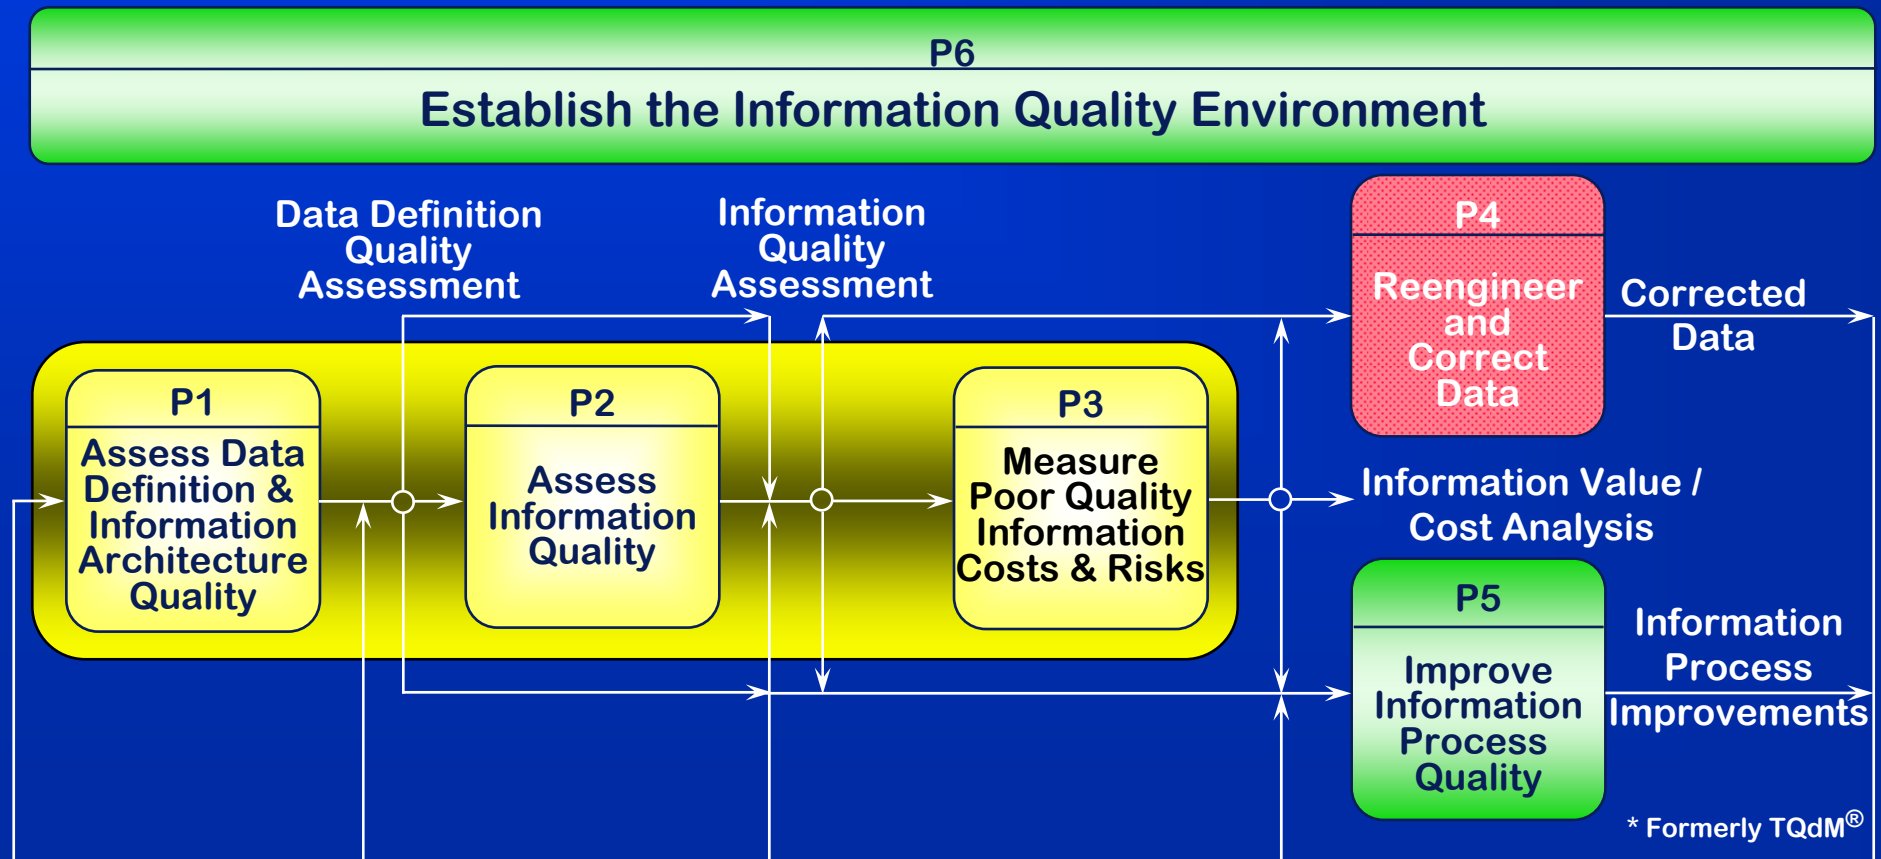 P6
Establish the Information Quality Environment
Data Definition
Quality
Assessment
Information
Quality
Assessment
P4
Reengineer
and
Correct
Data
Corrected
Data
P1
Assess Data
Definition &
Information
Architecture
Quality
P2
Assess
Information
Quality
P3
Measure
Poor Quality
Information
Costs & Risks
Information Value /
Cost Analysis
P5
Improve
Information
Process
Quality
Information
Process
Improvements
* Formerly TQdM®